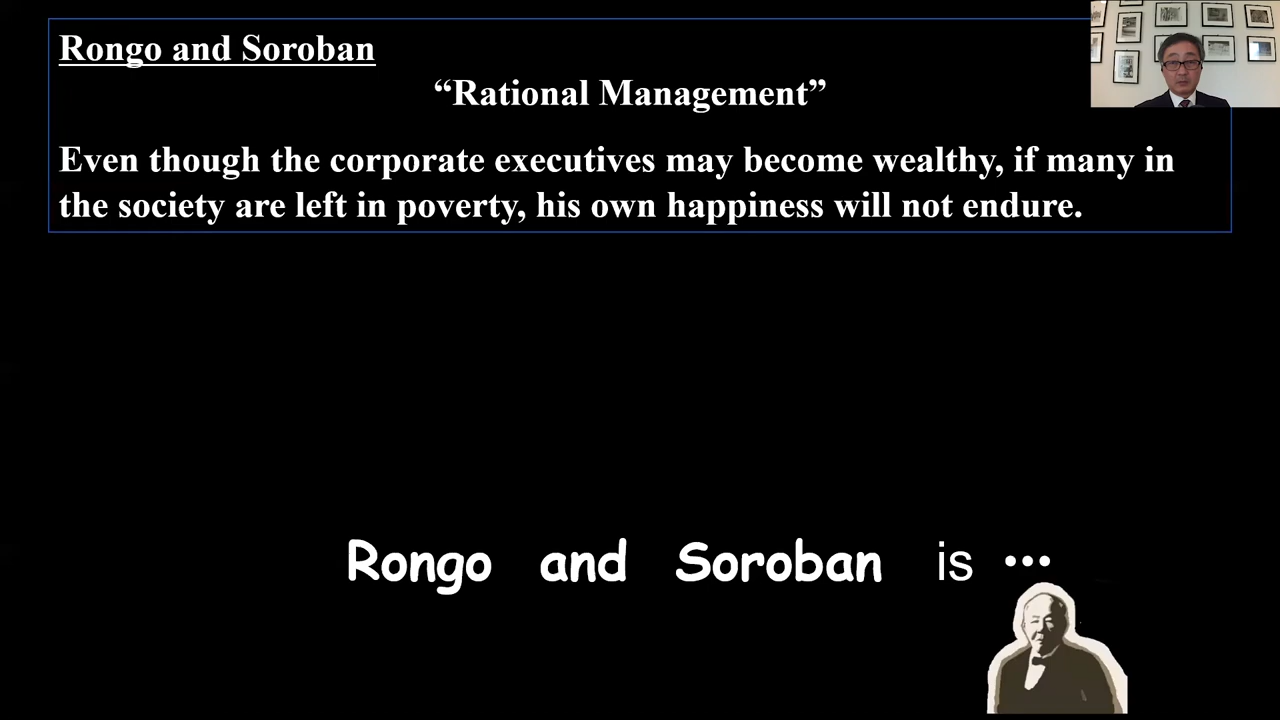 Rongo and Soroban
“Rational Management”
Even though the corporate executives may become wealthy, if many in
the society are left in poverty, his own happiness will not endure.
Rongo and Soroban is •••